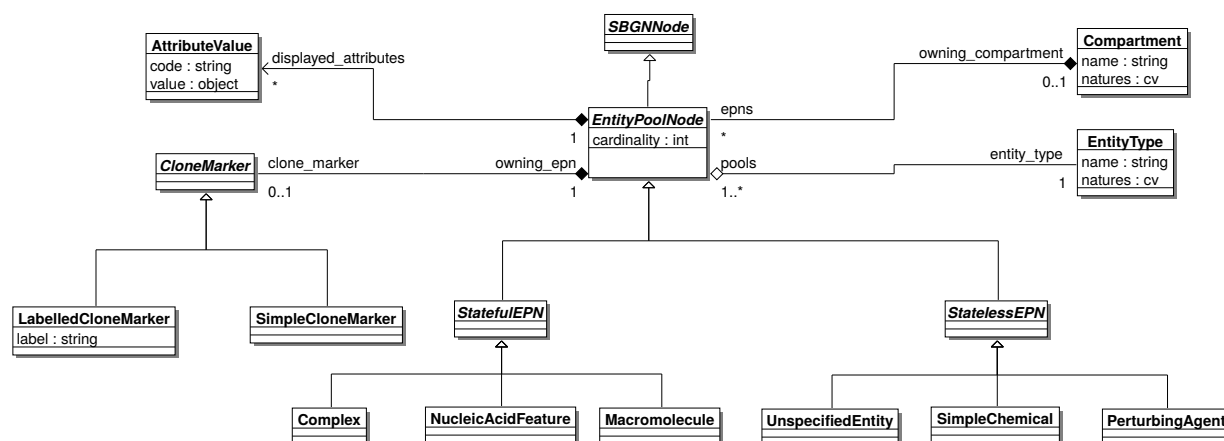 SBGNNode
AttributeValue
code : string
value : object
displayed_attributes
*
1
owning_compartment
0..1
Compartment
name : string
natures : cv
EntityPoolNode
cardinality : int
epns
*
CloneMarker
clone_marker
0..1
owning_epn
1
pools
1..*
entity_type
1
EntityType
name : string
natures : cv
LabelledCloneMarker
label : string
SimpleCloneMarker
StatefulEPN
StatelessEPN
Complex
NucleicAcidFeature
Macromolecule
UnspecifiedEntity
SimpleChemical
PerturbingAgent